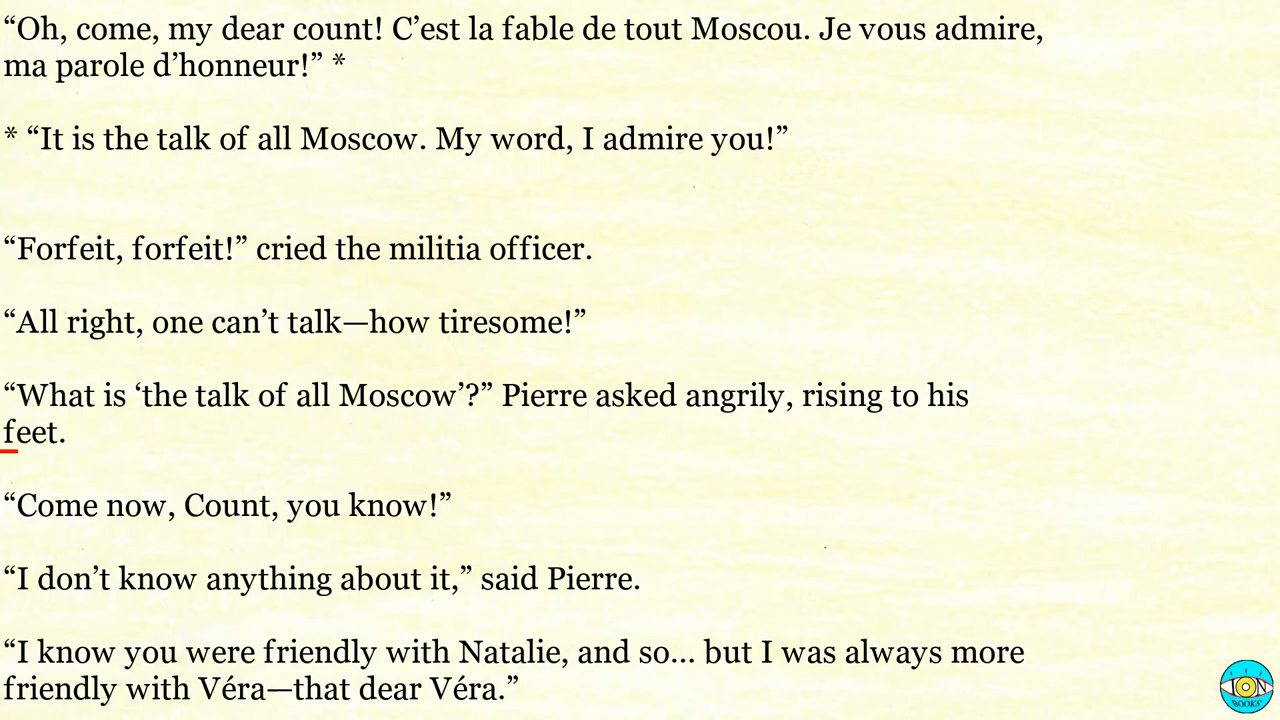 “Oh, come, my dear count! C’est la fable de tout Moscou. Je vous admire,
ma parole d’honneur!” *
* “It is the talk of all Moscow. My word, I admire you!”
“Forfeit, forfeit!” cried the militia officer.
“All right, one can’t talk—how tiresome!”
“What is ‘the talk of all Moscow’?” Pierre asked angrily, rising to his
feet.
“Come now, Count, you know!”
“I don’t know anything about it,” said Pierre.
“I know you were friendly with Natalie, and so... but I was always more
friendly with Véra—that dear Véra.”
ION
BOOKS